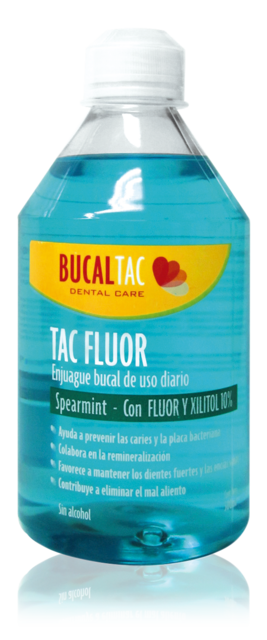 BUCALTAC
DENTAL CARE
TAC FLUOR
Enjuague bucal de uso diario
Spearmint - Con FLUOR Y XILITOL 10%
Ayuda a prevenir las caries y la placa bacteriana
Colabora en la remineralización
Favorece a mantener los dientes fuertes y las encías
Contribuye a eliminar el mal aliento
Sin alcohol